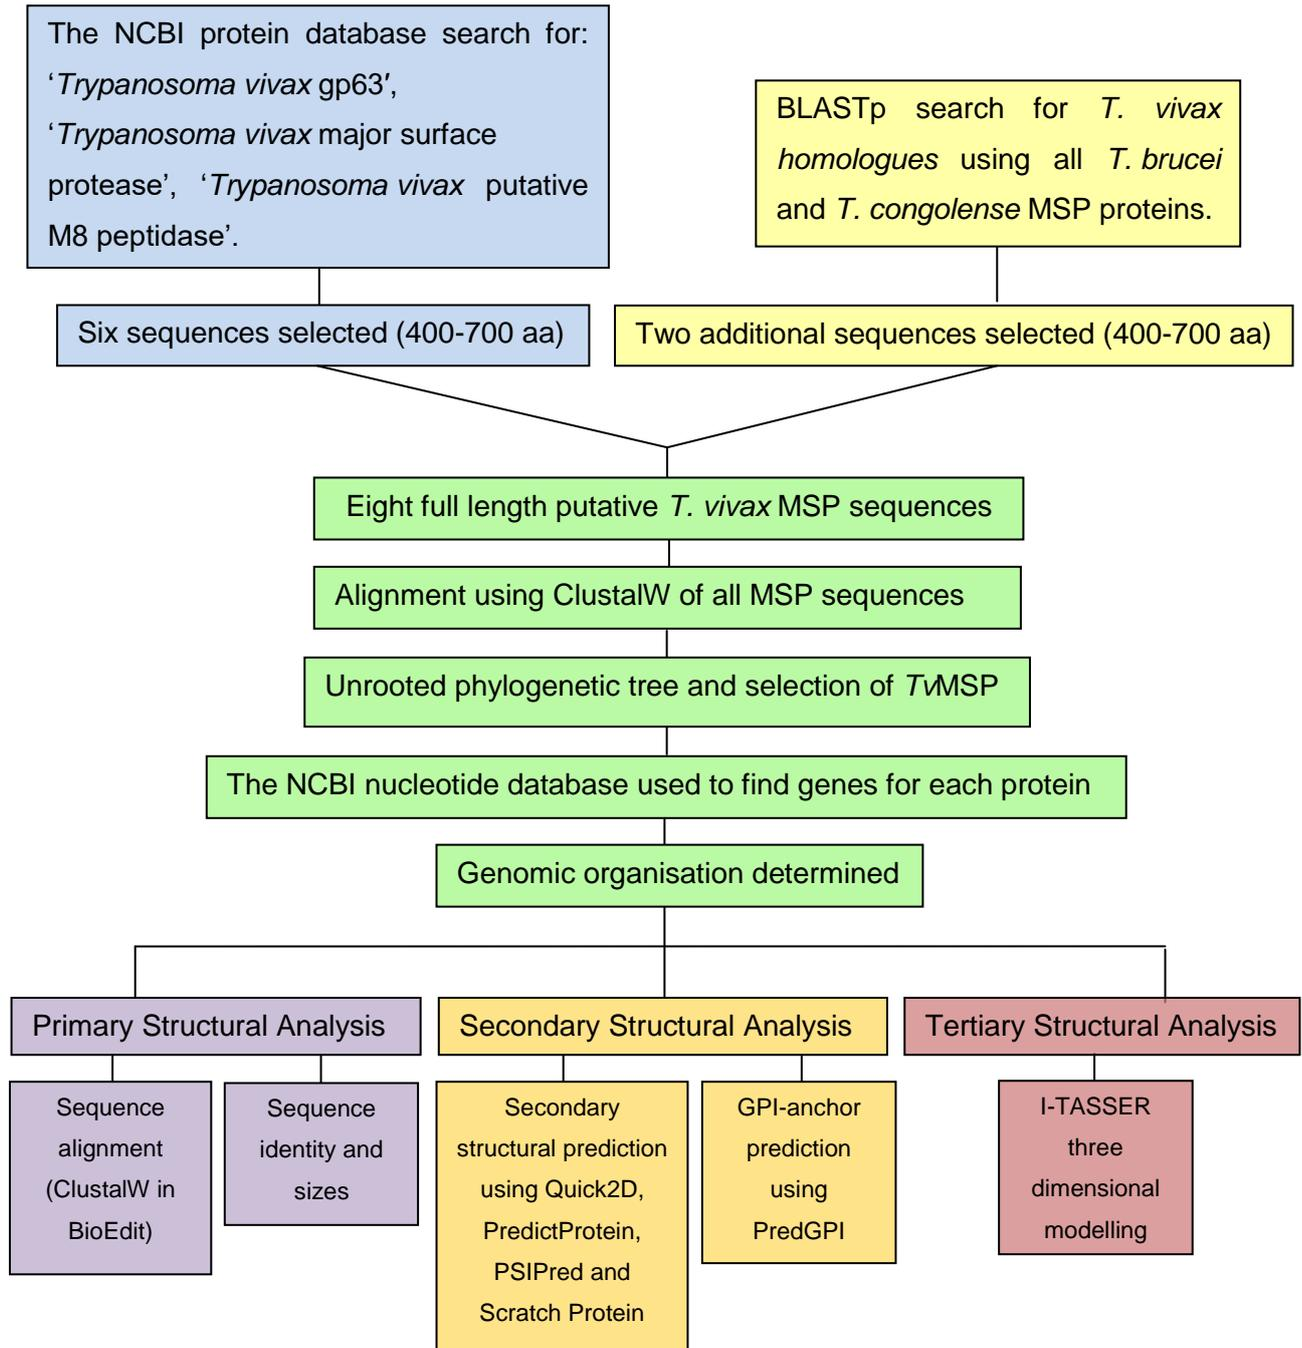 The NCBI protein database search for:
‘Trypanosoma vivax gp63′,
‘Trypanosoma vivax major surface
protease’, ‘Trypanosoma vivax putative
M8 peptidase’.
BLASTp search for T. vivax
homologues using all T. brucei
and T. congolense MSP proteins.
Six sequences selected (400-700 aa)
Two additional sequences selected (400-700 aa)
Eight full length putative T. vivax MSP sequences
Alignment using ClustalW of all MSP sequences
Unrooted phylogenetic tree and selection of TvMSP
The NCBI nucleotide database used to find genes for each protein
Genomic organisation determined
Primary Structural Analysis
Secondary Structural Analysis
Tertiary Structural Analysis
Sequence
alignment
(ClustalW in
BioEdit)
Sequence
identity and
sizes
Secondary
structural prediction
using Quick2D,
PredictProtein,
PSIPred and
Scratch Protein
GPI-anchor
prediction
using
PredGPI
I-TASSER
three
dimensional
modelling